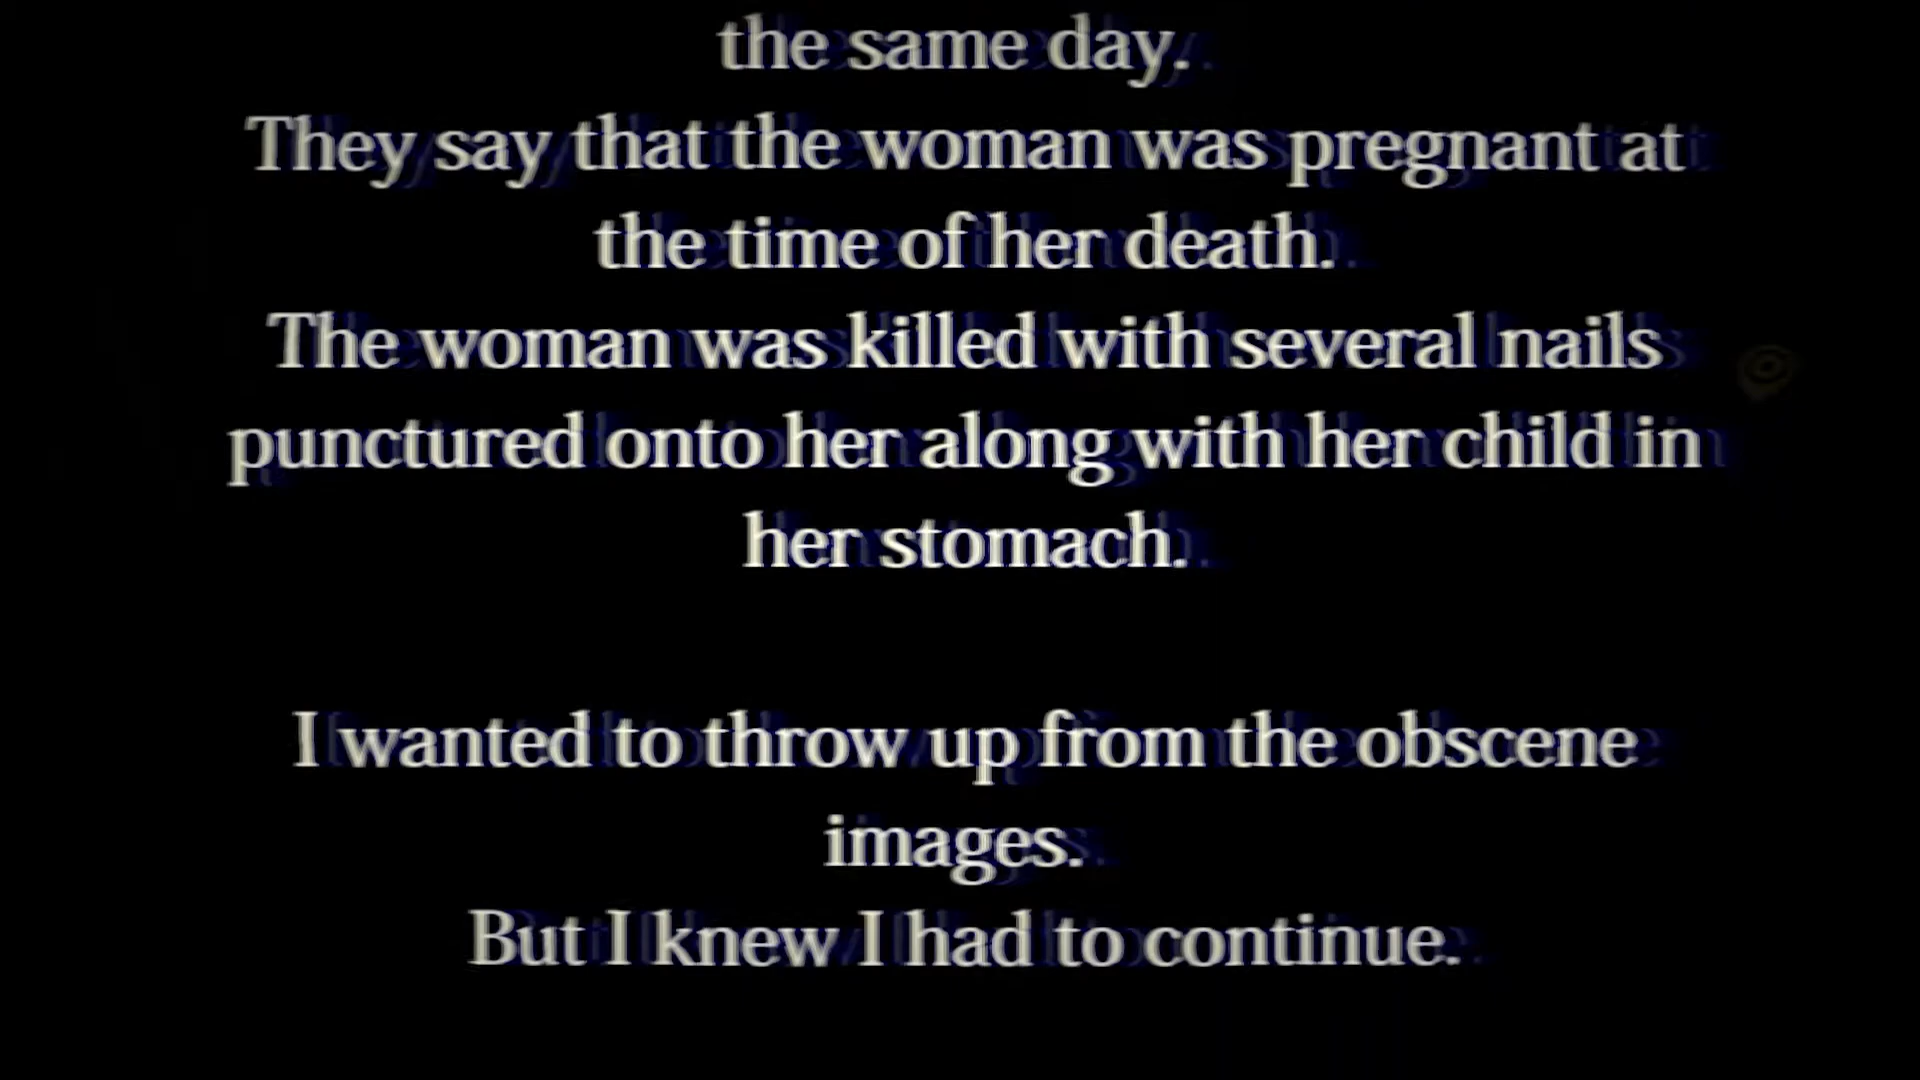 the same day.
They say that the woman was pregnant at
the time of her death.
The woman was killed with several nails
punctured onto her along with her child in
her stomach.
I wanted to throw up from the obscene
images.
But I knew I had to continue.